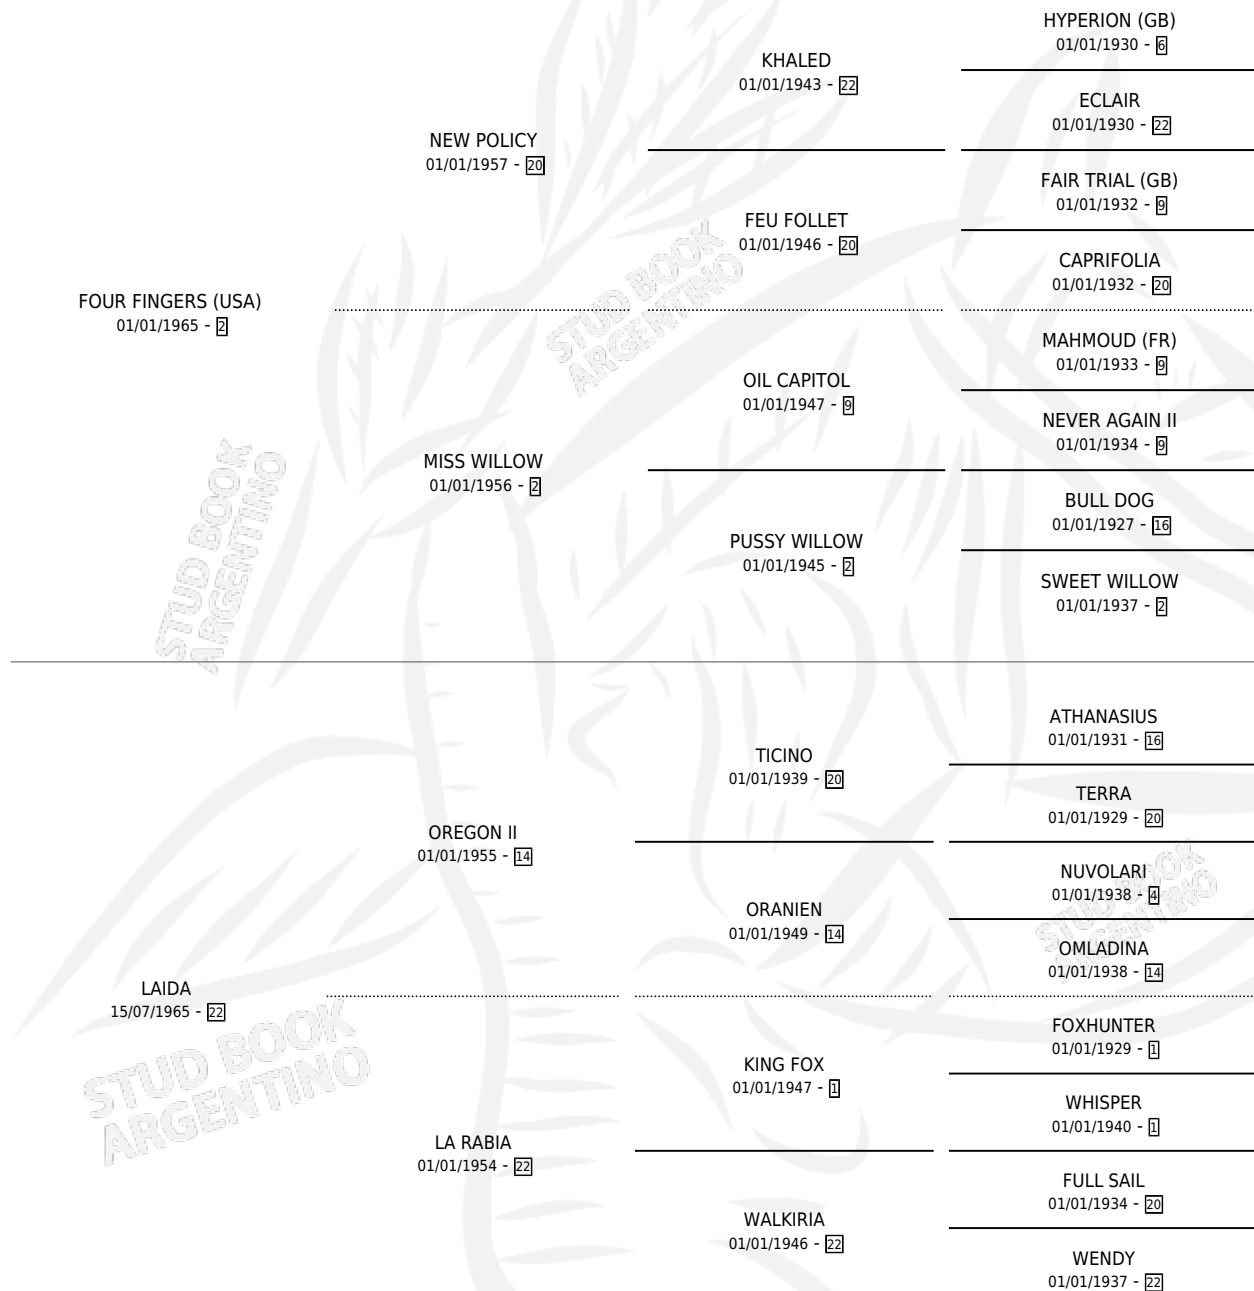 HYPERION (GB)
01/01/1930 - 6
KHALED
01/01/1943 - 22
ECLAIR
01/01/1930 - 22
NEW POLICY
01/01/1957 - 20
FAIR TRIAL (GB)
01/01/1932 - 9
FEU FOLLET
01/01/1946 - 20
CAPRIFOLIA
01/01/1932 - 20
FOUR FINGERS (USA)
01/01/1965 - 2
MAHMOUD (FR)
01/01/1933 - 9
OIL CAPITOL
01/01/1947 - 9
NEVER AGAIN II
01/01/1934 - 9
MISS WILLOW
01/01/1956 - 2
BULL DOG
01/01/1927 - 16
PUSSY WILLOW
01/01/1945 - 2
SWEET WILLOW
01/01/1937 - 2
STUD BOOK
ARGENTINO
STUD BOOK
ARGENTINO
ATHANASIUS
01/01/1931 - 16
TICINO
01/01/1939 - 20
TERRA
01/01/1929 - 20
OREGON II
01/01/1955 - 14
NUVOLARI
01/01/1938 - 4
ORANIEN
01/01/1949 - 14
OMLADINA
01/01/1938 - 14
LAIDA
15/07/1965 - 22
FOXHUNTER
01/01/1929 - 1
KING FOX
01/01/1947 - 1
WHISPER
01/01/1940 - 1
LA RABIA
01/01/1954 - 22
FULL SAIL
01/01/1934 - 20
WALKIRIA
01/01/1946 - 22
WENDY
01/01/1937 - 22
STUD BOOK
ARGENTINO
STUD BOOK
ARGENTINO